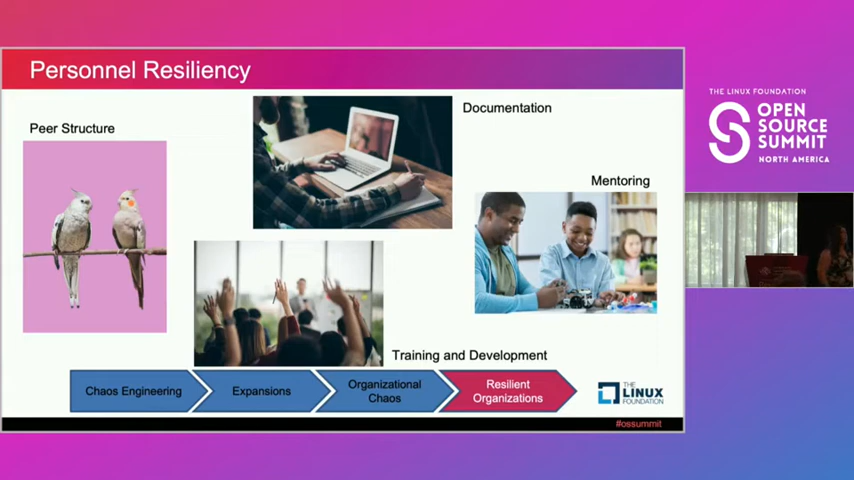 Personnel Resiliency
Peer Structure
Documentation
Mentoring
Training and Development
Chaos Engineering
Expansions
Organizational
Chaos
Resilient
Organizations
THE
LINUX
FOUNDATION
#ossummit
THE LINUX FOUNDATION
OPEN
SOURCE
SUMMIT
NORTH AMERICA